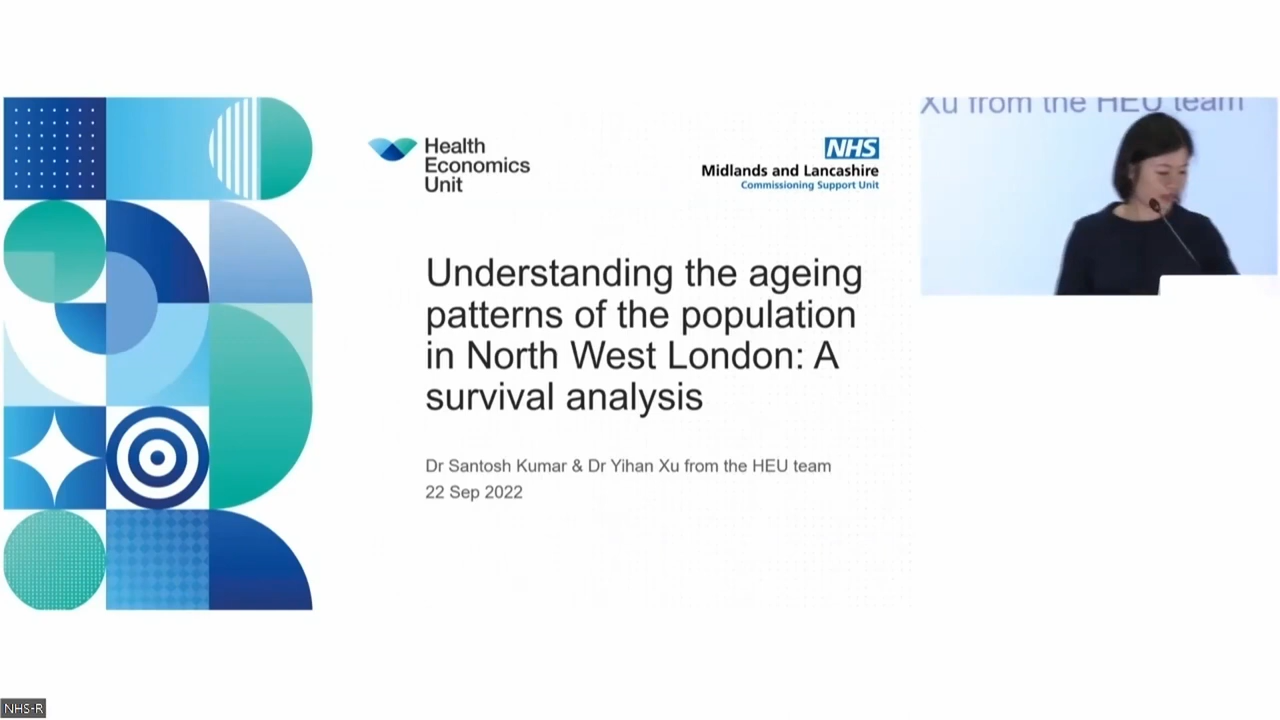 Health
Economics
Unit
NHS
Midlands and Lancashire
Commissioning Support Unit
Xu from the HEU team
Understanding the ageing
patterns of the population
in North West London: A
survival analysis
Dr Santosh Kumar & Dr Yihan Xu from the HEU team
22 Sep 2022
NHS-R